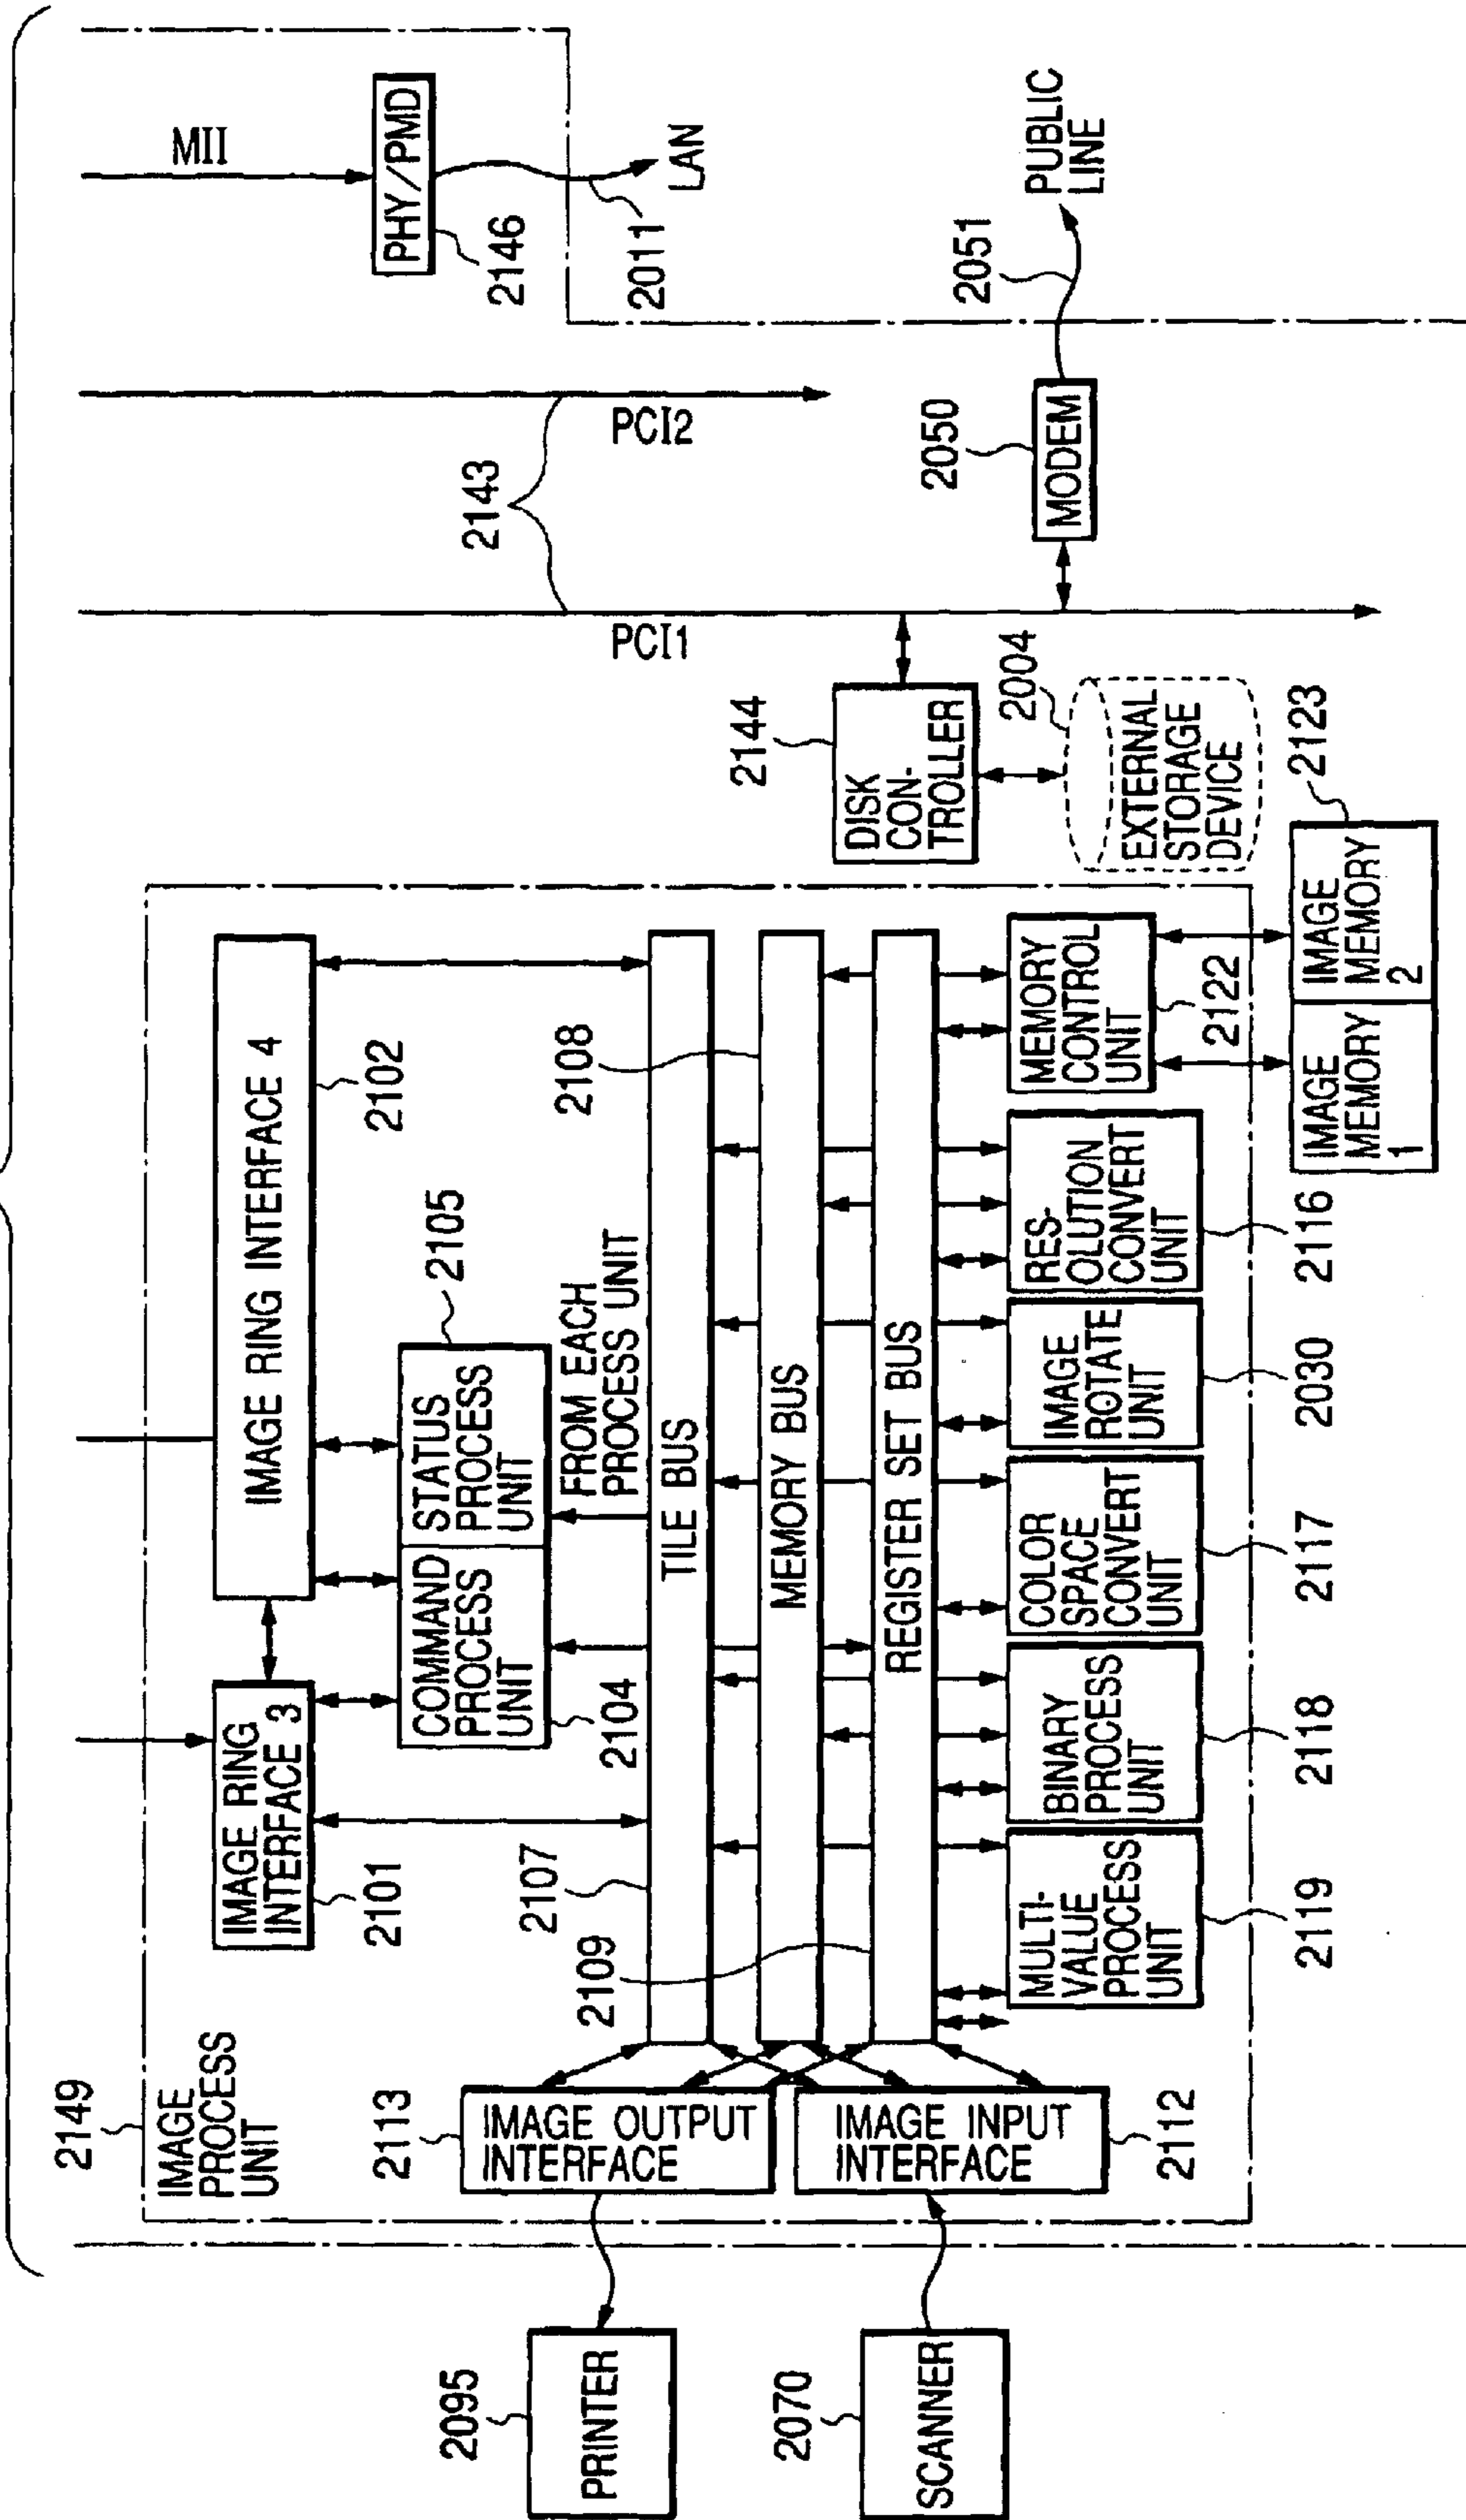 2149
IMAGE
PROCESS
UNIT
2095
PRINTER
2070
SCANNER
2113
IMAGE OUTPUT
INTERFACE
IMAGE INPUT
INTERFACE
2112
IMAGE RING
INTERFACE 3
2101
IMAGE RING INTERFACE 4
2102
COMMAND
PROCESS
UNIT
2104
STATUS
PROCESS
UNIT
2105
FROM EACH
PROCESS UNIT
2107
TILE BUS
2108
MEMORY BUS
2109
REGISTER SET BUS
MULTI-
VALUE
PROCESS
UNIT
2119
BINARY
PROCESS
UNIT
2118
COLOR
SPACE
CONVERT
UNIT
2117
IMAGE
ROTATE
UNIT
2030
RES-
OLUTION
CONVERT
UNIT
2116
MEMORY
CONTROL
UNIT
2122
IMAGE
MEMORY
1
IMAGE
MEMORY
2
2123
2144
DISK
CON-
TROLLER
2004
EXTERNAL
STORAGE
DEVICE
PCI1
2143
PCI2
2050
MODEM
2051
PUBLIC
LINE
MII
PHY/PMD
2146
2011
LAN